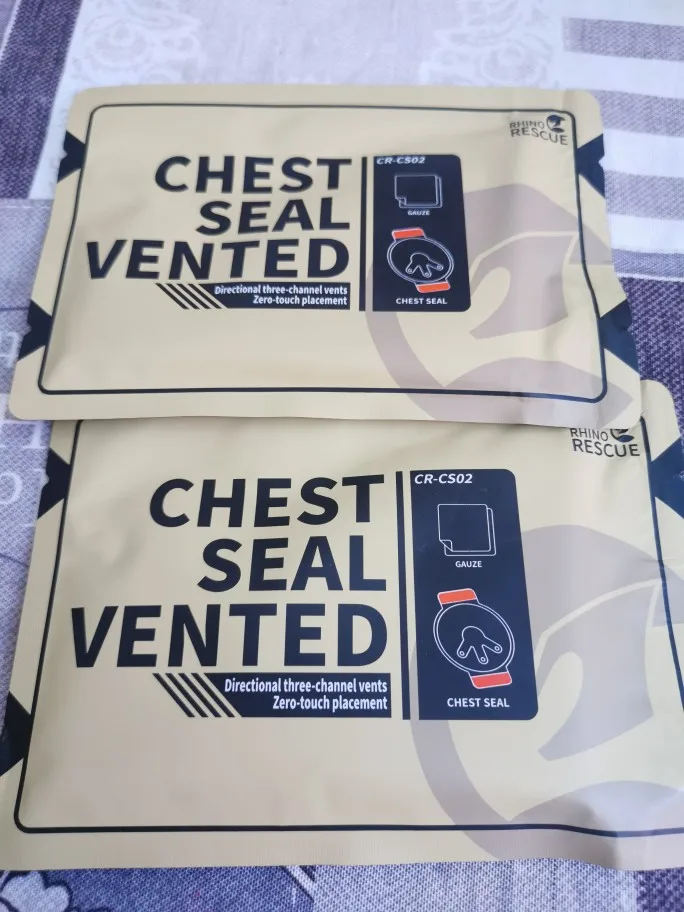 RHINO
RESCUE
CHEST
SEAL
VENTED
Directional three-channel vents
Zero-touch placement
CR-CS02
GAUZE
CHEST SEAL
RHINO
RESCUE
CHEST
SEAL
VENTED
Directional three-channel vents
Zero-touch placement
CR-CS02
GAUZE
CHEST SEAL